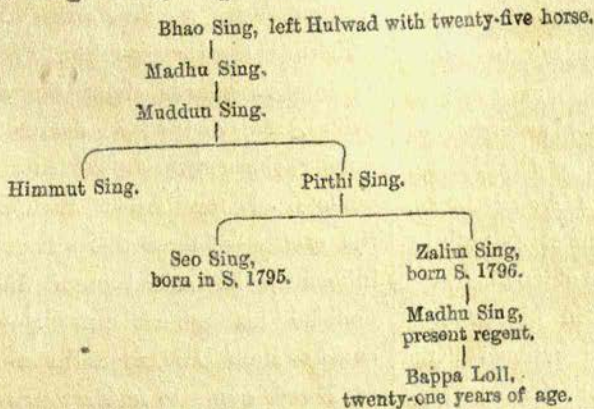 Bhao Sing, left Hulwad with twenty-five horse.
Madhu Sing.
Muddun Sing.
Himmut Sing.
Pirthi Sing.
Seo Sing,
born in S. 1795.
Zalim Sing,
born S. 1796.
Madhu Sing,
present regent.
Bappa Loll,
twenty-one years of age.